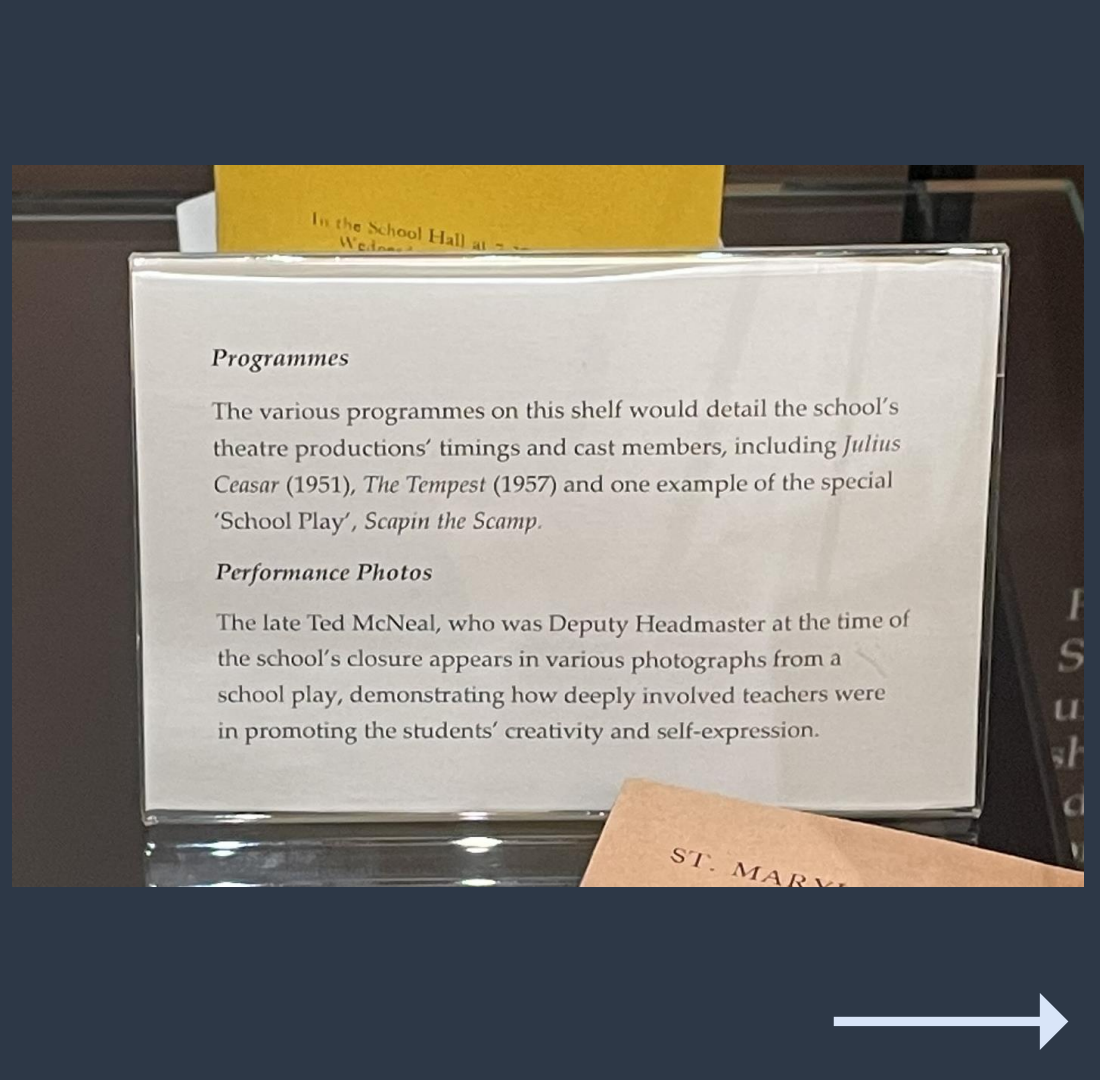 In the School Hall at
Programmes
The various programmes on this shelf would detail the school's
theatre productions' timings and cast members, including Julius
Ceasar (1951), The Tempest (1957) and one example of the special
'School Play', Scapin the Scamp.
Performance Photos
The late Ted McNeal, who was Deputy Headmaster at the time of
the school's closure appears in various photographs from a
school play, demonstrating how deeply involved teachers were
in promoting the students' creativity and self-expression.
ST.